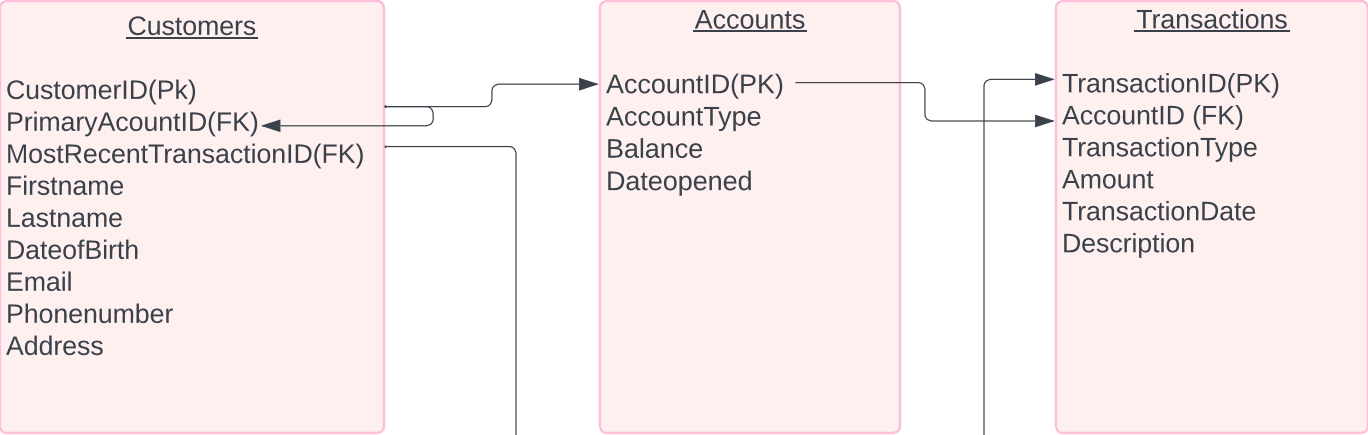 Customers
CustomerID(Pk)
PrimaryAcountID(FK)
MostRecentTransactionID(FK)
Firstname
Lastname
DateofBirth
Email
Phonenumber
Address
Accounts
AccountID(PK)
AccountType
Balance
Dateopened
Transactions
TransactionID(PK)
AccountID (FK)
TransactionType
Amount
TransactionDate
Description